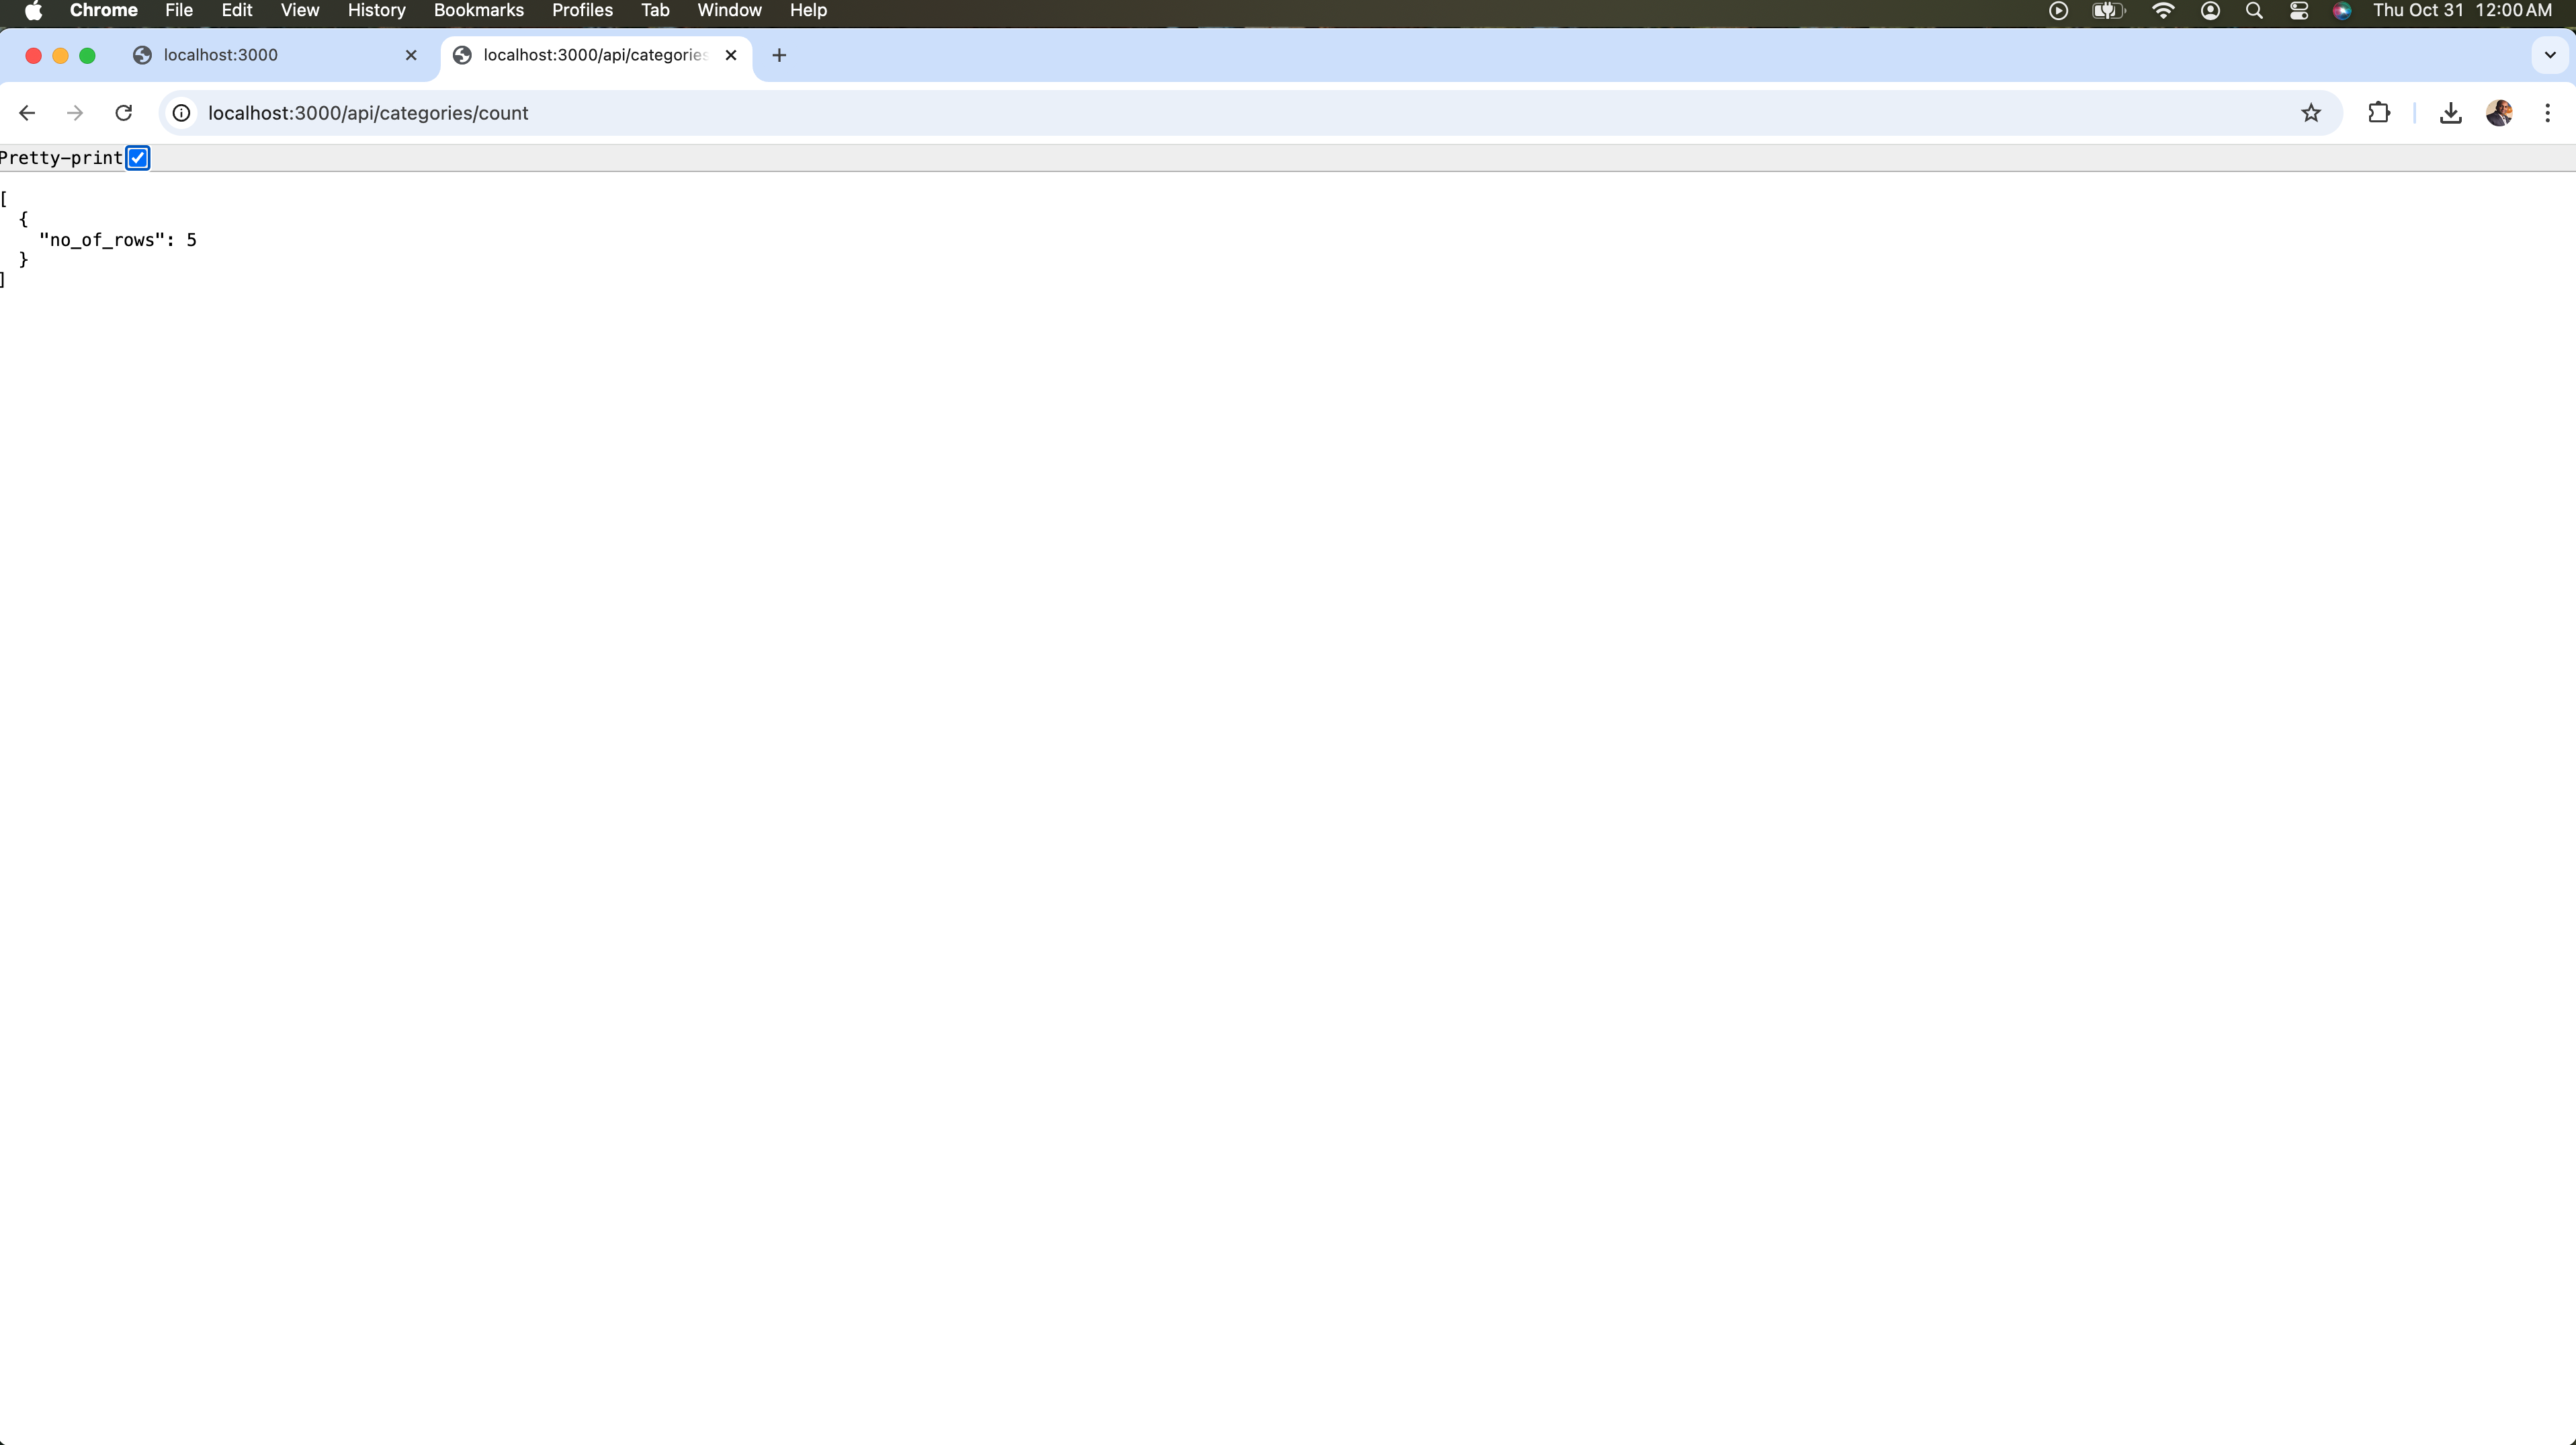 Chrome File Edit View History Bookmarks Profiles Tab Window Help Thu Oct 31 12:00 AM
localhost:3000 localhost:3000/api/categories
localhost:3000/api/categories/count
Pretty-print
[
{
"no_of_rows": 5
}
]